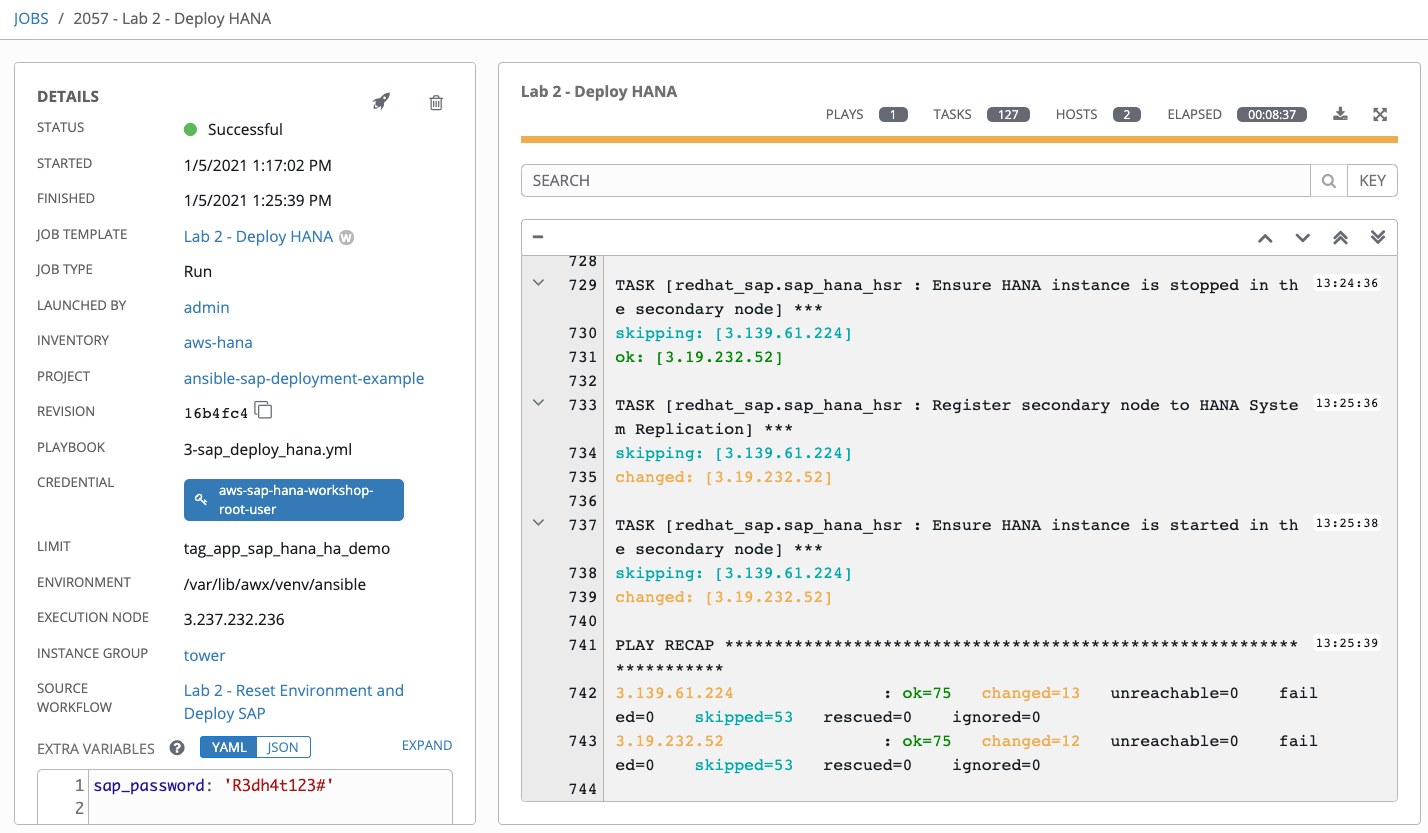 JOBS / 2057 - Lab 2 - Deploy HANA
DETAILS
STATUS Successful
STARTED 1/5/2021 1:17:02 PM
FINISHED 1/5/2021 1:25:39 PM
JOB TEMPLATE Lab 2 - Deploy HANA W
JOB TYPE Run
LAUNCHED BY admin
INVENTORY aws-hana
PROJECT ansible-sap-deployment-example
REVISION 16b4fc4
PLAYBOOK 3-sap_deploy_hana.yml
CREDENTIAL aws-sap-hana-workshop-
root-user
LIMIT tag_app_sap_hana_ha_demo
ENVIRONMENT /var/lib/awx/venv/ansible
EXECUTION NODE 3.237.232.236
INSTANCE GROUP tower
SOURCE Lab 2 - Reset Environment and
WORKFLOW Deploy SAP
EXTRA VARIABLES ? YAML JSON EXPAND
1 sap_password: 'R3dh4t123#'
2
Lab 2 - Deploy HANA
PLAYS 1 TASKS 127 HOSTS 2 ELAPSED 00:08:37
SEARCH KEY
728
729 TASK [redhat_sap.sap_hana_hsr : Ensure HANA instance is stopped in th 13:24:36
e secondary node] ***
730 skipping: [3.139.61.224]
731 ok: [3.19.232.52]
732
733 TASK [redhat_sap.sap_hana_hsr : Register secondary node to HANA Syste 13:25:36
m Replication] ***
734 skipping: [3.139.61.224]
735 changed: [3.19.232.52]
736
737 TASK [redhat_sap.sap_hana_hsr : Ensure HANA instance is started in th 13:25:38
e secondary node] ***
738 skipping: [3.139.61.224]
739 changed: [3.19.232.52]
740
741 PLAY RECAP ********************************************************** 13:25:39
***********
742 3.139.61.224 : ok=75 changed=13 unreachable=0 fail
ed=0 skipped=53 rescued=0 ignored=0
743 3.19.232.52 : ok=75 changed=12 unreachable=0 fail
ed=0 skipped=53 rescued=0 ignored=0
744